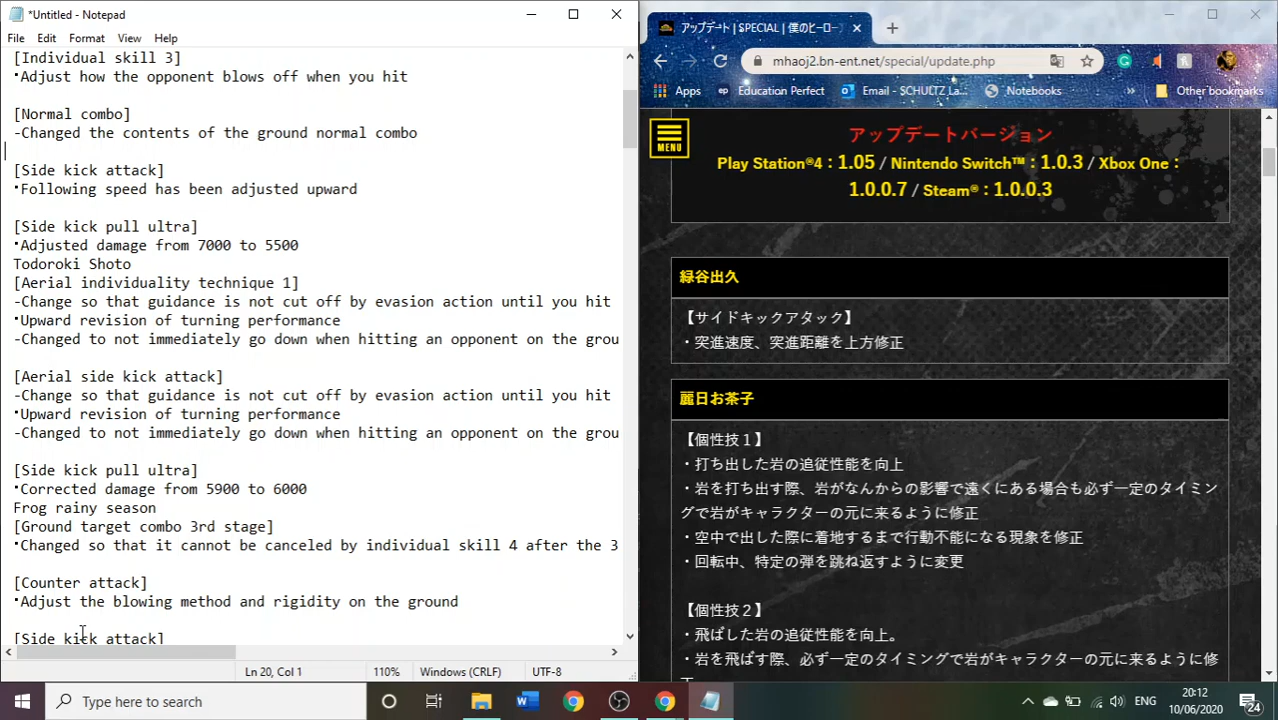 *Untitled - Notepad
File Edit Format View Help
[Individual skill 3]
・Adjust how the opponent blows off when you hit
[Normal combo]
-Changed the contents of the ground normal combo
[Side kick attack]
・Following speed has been adjusted upward
[Side kick pull ultra]
・Adjusted damage from 7000 to 5500
Todoroki Shoto
[Aerial individuality technique 1]
-Change so that guidance is not cut off by evasion action until you hit
・Upward revision of turning performance
-Changed to not immediately go down when hitting an opponent on the grou
[Aerial side kick attack]
-Change so that guidance is not cut off by evasion action until you hit
・Upward revision of turning performance
-Changed to not immediately go down when hitting an opponent on the grou
[Side kick pull ultra]
・Corrected damage from 5900 to 6000
Frog rainy season
[Ground target combo 3rd stage]
・Changed so that it cannot be canceled by individual skill 4 after the 3
[Counter attack]
・Adjust the blowing method and rigidity on the ground
[Side kick attack]
Ln 20, Col 1 110% Windows (CRLF) UTF-8
アップデート | SPECIAL | 僕のヒーロー
mhaoj2.bn-ent.net/special/update.php
Apps Education Perfect Email - SCHULTZ La... Notebooks » Other bookmarks
MENU
アップデートバージョン
Play Station®4 : 1.05 / Nintendo Switch™ : 1.0.3 / Xbox One :
1.0.0.7 / Steam® : 1.0.0.3
緑谷出久
【サイドキックアタック】
・突進速度、突進距離を上方修正
麗日お茶子
【個性技１】
・打ち出した岩の追従性能を向上
・岩を打ち出す際、岩がなんからの影響で遠くにある場合も必ず一定のタイミン
グで岩がキャラクターの元に来るように修正
・空中で出した際に着地するまで行動不能になる現象を修正
・回転中、特定の弾を跳ね返すように変更
【個性技２】
・飛ばした岩の追従性能を向上。
・岩を飛ばす際、必ず一定のタイミングで岩がキャラクターの元に来るように修
Type here to search
ENG
20:12
10/06/2020
24